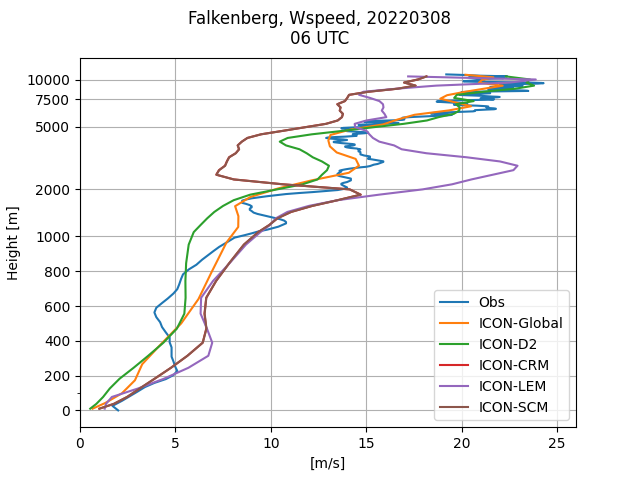 Falkenberg, Wspeed, 20220308
06 UTC
10000
7500
5000
2000
1000
800
600
400
200
0
Height [m]
Obs
ICON-Global
ICON-D2
ICON-CRM
ICON-LEM
ICON-SCM
0 5 10 15 20 25
[m/s]